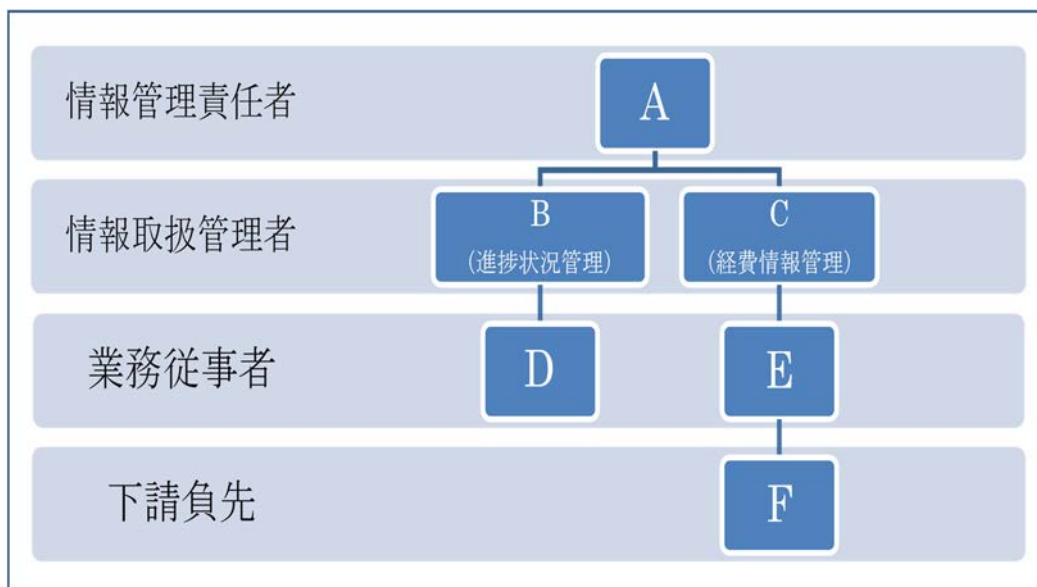 情報管理責任者
A
情報取扱管理者
B
(進捗状況管理)
C
(経費情報管理)
業務従事者
D
E
下請負先
F